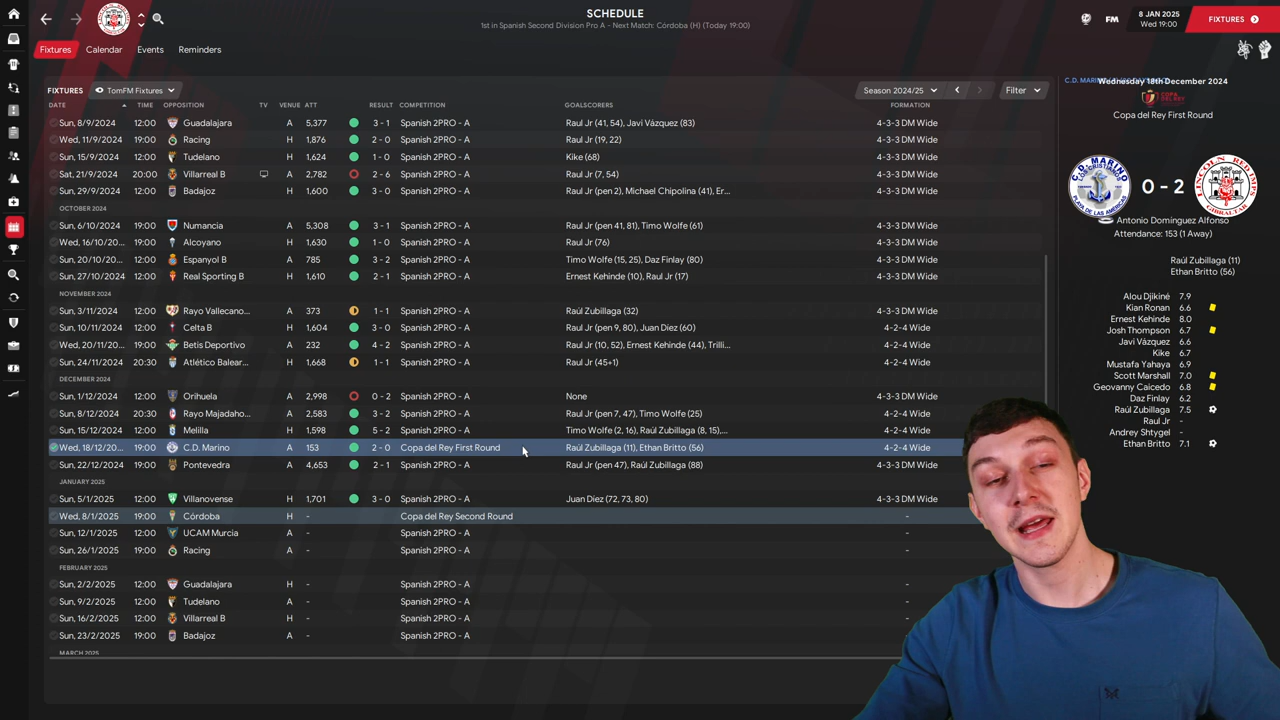 SCHEDULE
1st in Spanish Second Division Pro A - Next Match: Córdoba (H) (Today 19:00)
FM
8 JAN 2025
Wed 19:00
FIXTURES
Fixtures Calendar Events Reminders
FIXTURES TomFM Fixtures Season 2024/25 Filter
DATE TIME OPPOSITION TV VENUE ATT RESULT COMPETITION GOALSCORERS FORMATION
Sun, 8/9/2024 12:00 Guadalajara A 5,377 3 - 1 Spanish 2PRO - A Raul Jr (41, 54), Javi Vázquez (83) 4-3-3 DM Wide
Wed, 11/9/2024 19:00 Racing H 1,876 2 - 0 Spanish 2PRO - A Raul Jr (19, 22) 4-3-3 DM Wide
Sun, 15/9/2024 12:00 Tudelano H 1,624 1 - 0 Spanish 2PRO - A Kike (68) 4-3-3 DM Wide
Sat, 21/9/2024 20:00 Villarreal B A 2,782 2 - 6 Spanish 2PRO - A Raul Jr (7, 54) 4-3-3 DM Wide
Sun, 29/9/2024 12:00 Badajoz H 1,600 3 - 0 Spanish 2PRO - A Raul Jr (pen 2), Michael Chipolina (41), Er... 4-3-3 DM Wide
OCTOBER 2024
Sun, 6/10/2024 19:00 Numancia A 5,308 3 - 1 Spanish 2PRO - A Raul Jr (pen 41, 81), Timo Wolfe (61) 4-3-3 DM Wide
Wed, 16/10/20... 19:00 Alcoyano H 1,630 1 - 0 Spanish 2PRO - A Raul Jr (76) 4-3-3 DM Wide
Sun, 20/10/20... 12:00 Espanyol B A 785 3 - 2 Spanish 2PRO - A Timo Wolfe (15, 25), Daz Finlay (80) 4-3-3 DM Wide
Sun, 27/10/2024 12:00 Real Sporting B H 1,610 2 - 1 Spanish 2PRO - A Ernest Kehinde (10), Raul Jr (17) 4-3-3 DM Wide
NOVEMBER 2024
Sun, 3/11/2024 12:00 Rayo Vallecano... A 373 1 - 1 Spanish 2PRO - A Raúl Zubillaga (32) 4-3-3 DM Wide
Sun, 10/11/2024 12:00 Celta B H 1,604 3 - 0 Spanish 2PRO - A Raul Jr (pen 9, 80), Juan Díez (60) 4-2-4 Wide
Wed, 20/11/20... 19:00 Betis Deportivo A 232 4 - 2 Spanish 2PRO - A Raul Jr (10, 52), Ernest Kehinde (44), Trilli... 4-2-4 Wide
Sun, 24/11/2024 20:30 Atlético Balear... H 1,668 1 - 1 Spanish 2PRO - A Raul Jr (45+1) 4-2-4 Wide
DECEMBER 2024
Sun, 1/12/2024 12:00 Orihuela A 2,998 0 - 2 Spanish 2PRO - A None 4-3-3 DM Wide
Sun, 8/12/2024 20:30 Rayo Majadaho... A 2,583 3 - 2 Spanish 2PRO - A Raul Jr (pen 7, 47), Timo Wolfe (25) 4-2-4 Wide
Sun, 15/12/2024 12:00 Melilla H 1,598 5 - 2 Spanish 2PRO - A Timo Wolfe (2, 16), Raúl Zubillaga (8, 15),... 4-2-4 Wide
Wed, 18/12/20... 19:00 C.D. Marino A 153 2 - 0 Copa del Rey First Round Raúl Zubillaga (11), Ethan Britto (56) 4-2-4 Wide
Sun, 22/12/2024 19:00 Pontevedra A 4,653 2 - 1 Spanish 2PRO - A Raul Jr (pen 47), Raúl Zubillaga (88) 4-3-3 DM Wide
JANUARY 2025
Sun, 5/1/2025 12:00 Villanovense H 1,701 3 - 0 Spanish 2PRO - A Juan Díez (72, 73, 80) 4-3-3 DM Wide
Wed, 8/1/2025 19:00 Córdoba H - Copa del Rey Second Round -
Sun, 12/1/2025 12:00 UCAM Murcia A - Spanish 2PRO - A -
Sun, 26/1/2025 19:00 Racing A - Spanish 2PRO - A -
FEBRUARY 2025
Sun, 2/2/2025 12:00 Guadalajara H - Spanish 2PRO - A -
Sun, 9/2/2025 12:00 Tudelano A - Spanish 2PRO - A -
Sun, 16/2/2025 12:00 Villarreal B H - Spanish 2PRO - A -
Sun, 23/2/2025 19:00 Badajoz A - Spanish 2PRO - A
MARCH 2025
Wednesday 18th December 2024
COPA DEL REY
Copa del Rey First Round
C.D. MARINO
LOS CRISTIANOS
PLAYA DE LAS AMÉRICAS
0 - 2
LINCOLN RED IMPS
GIBRALTAR
Antonio Domínguez Alfonso
Attendance: 153 (1 Away)
Raúl Zubillaga (11)
Ethan Britto (56)
Alou Djikiné 7.9
Kian Ronan 6.6
Ernest Kehinde 8.0
Josh Thompson 6.7
Javi Vázquez 6.6
Kike 6.7
Mustafa Yahaya 6.9
Scott Marshall 7.0
Geovanny Caicedo 6.8
Daz Finlay 6.2
Raúl Zubillaga 7.5
Raul Jr -
Andrey Shtygel -
Ethan Britto 7.1